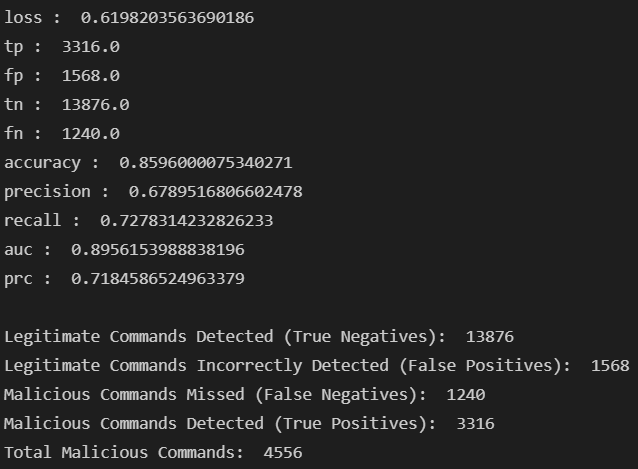 loss :  0.6198203563690186
tp :  3316.0
fp :  1568.0
tn :  13876.0
fn :  1240.0
accuracy :  0.8596000075340271
precision :  0.6789516806602478
recall :  0.7278314232826233
auc :  0.8956153988838196
prc :  0.7184586524963379

Legitimate Commands Detected (True Negatives):  13876
Legitimate Commands Incorrectly Detected (False Positives):  1568
Malicious Commands Missed (False Negatives):  1240
Malicious Commands Detected (True Positives):  3316
Total Malicious Commands:  4556